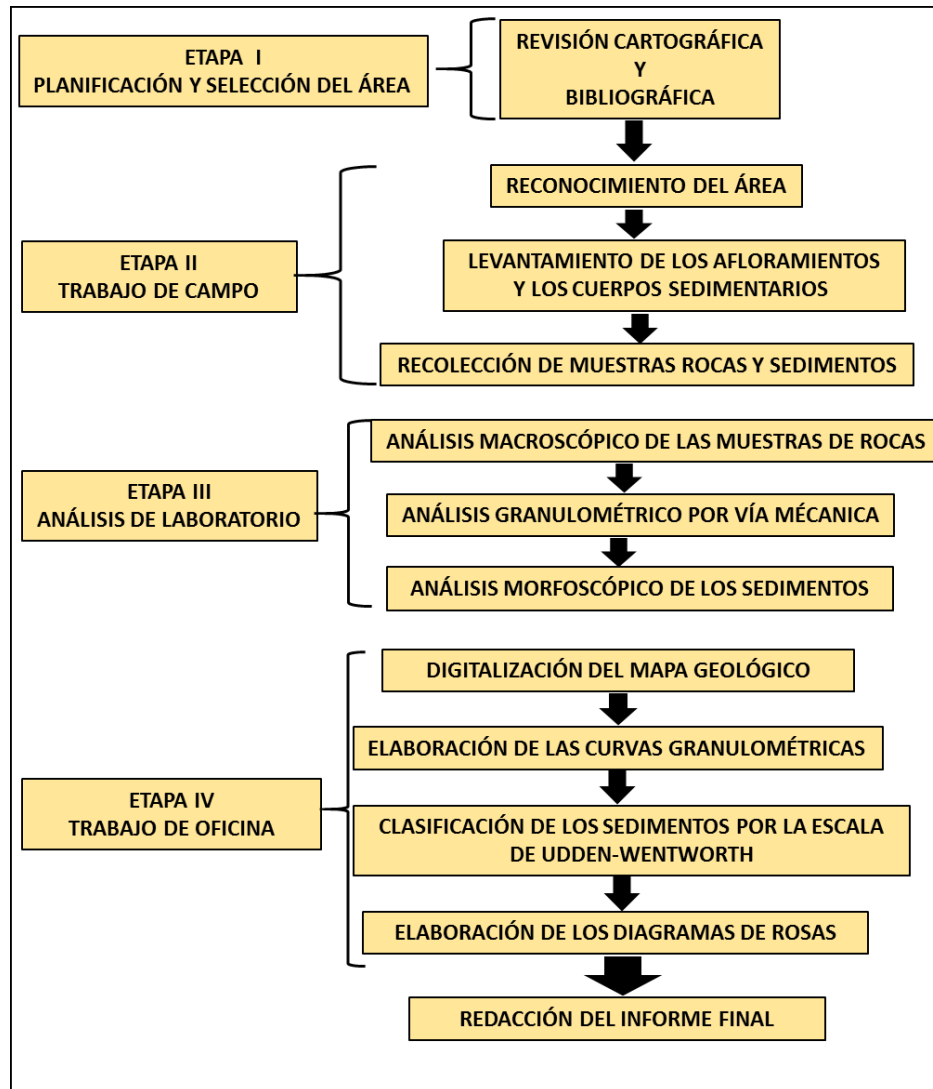 ETAPA I
PLANIFICACIÓN Y SELECCIÓN DEL ÁREA
REVISIÓN CARTOGRÁFICA
Y
BIBLIOGRÁFICA
ETAPA II
TRABAJO DE CAMPO
RECONOCIMIENTO DEL ÁREA
LEVANTAMIENTO DE LOS AFLORAMIENTOS
Y LOS CUERPOS SEDIMENTARIOS
RECOLECCIÓN DE MUESTRAS ROCAS Y SEDIMENTOS
ETAPA III
ANÁLISIS DE LABORATORIO
ANÁLISIS MACROSCÓPICO DE LAS MUESTRAS DE ROCAS
ANÁLISIS GRANULOMÉTRICO POR VÍA MÉCANICA
ANÁLISIS MORFOSCÓPICO DE LOS SEDIMENTOS
ETAPA IV
TRABAJO DE OFICINA
DIGITALIZACIÓN DEL MAPA GEOLÓGICO
ELABORACIÓN DE LAS CURVAS GRANULOMÉTRICAS
CLASIFICACIÓN DE LOS SEDIMENTOS POR LA ESCALA
DE UDDEN-WENTWORTH
ELABORACIÓN DE LOS DIAGRAMAS DE ROSAS
REDACCIÓN DEL INFORME FINAL